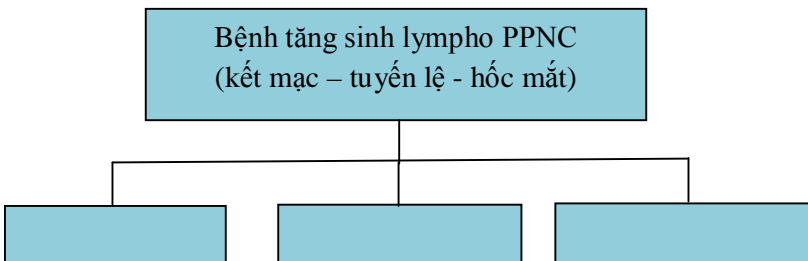 Bệnh tăng sinh lympho PPNC
(kết mạc – tuyến lệ - hốc mắt)